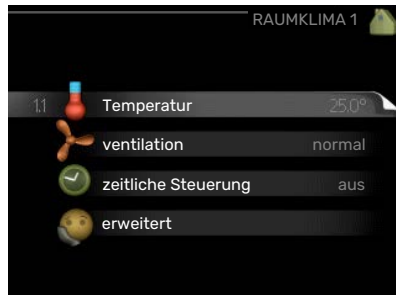 RAUMKLIMA 1
1.1 Temperatur 25.0°
ventilation normal
zeitliche Steuerung aus
erweitert